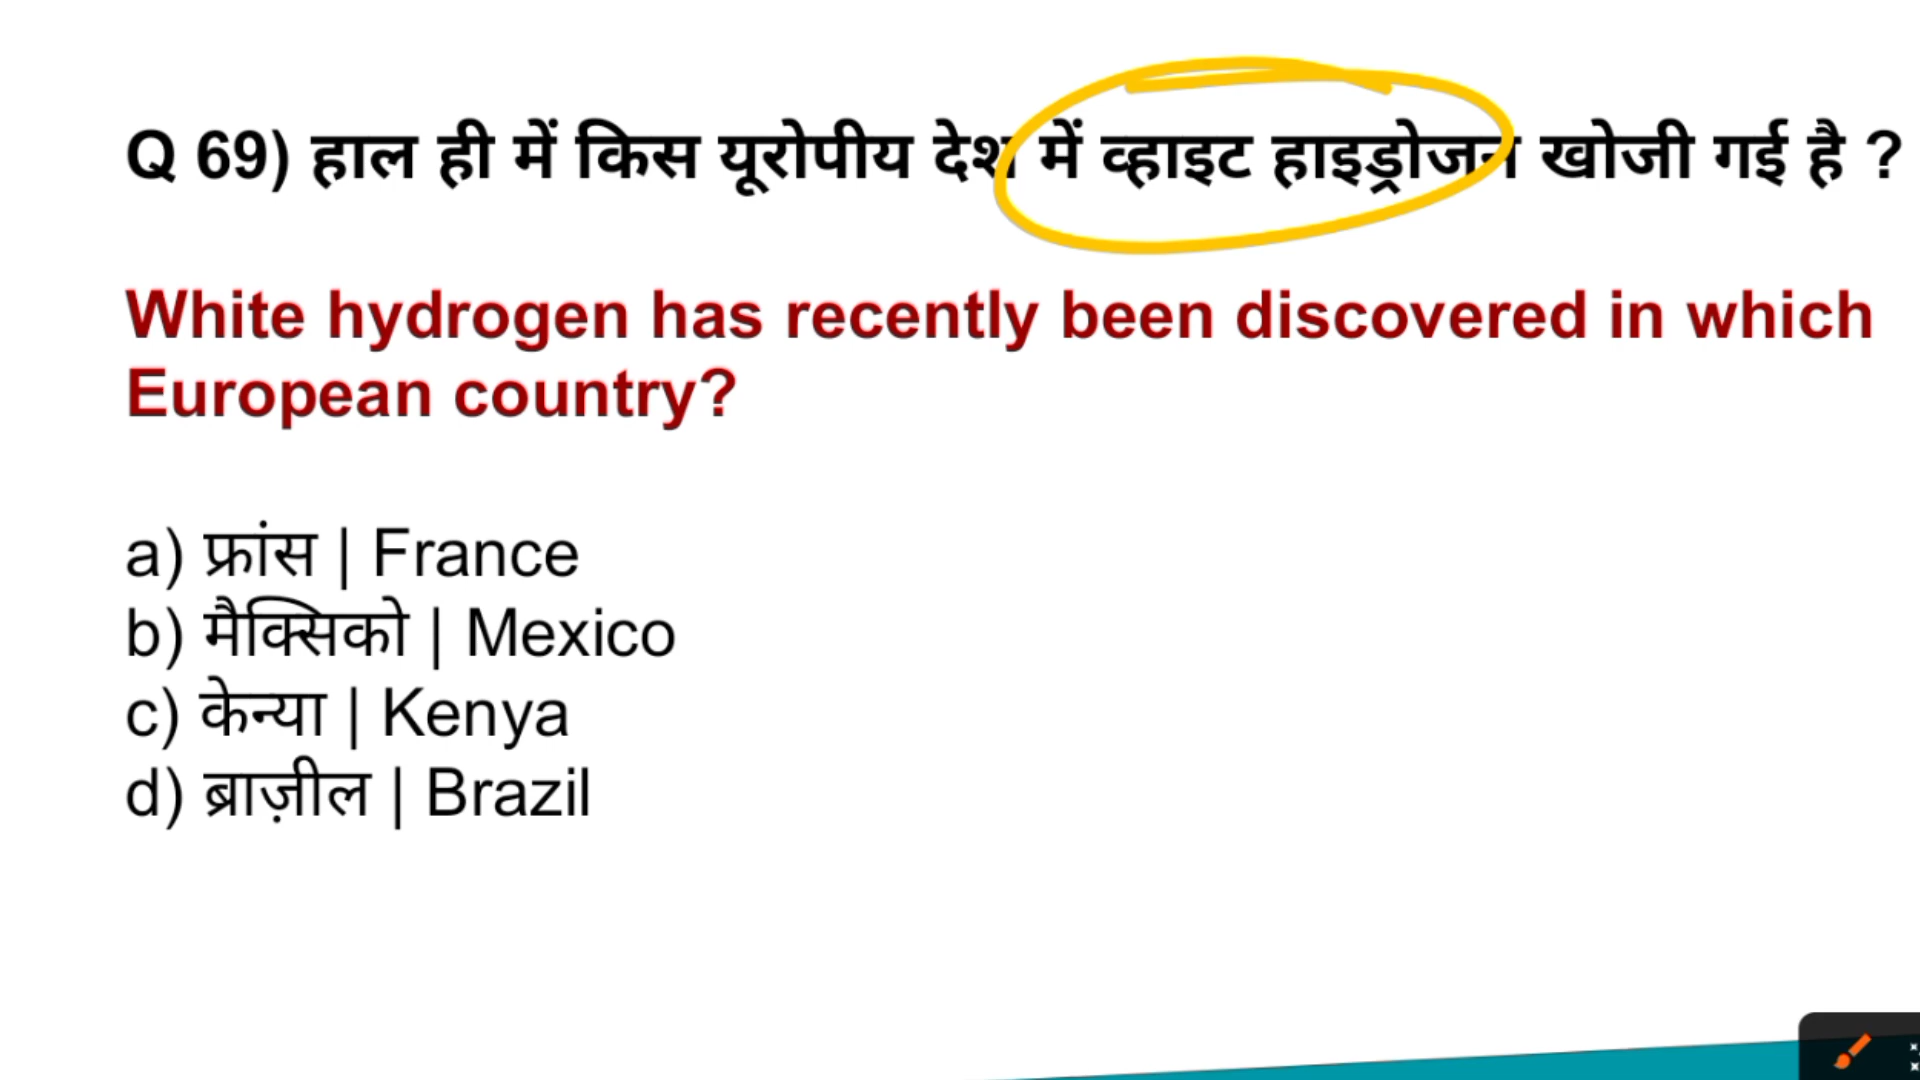 Q 69) हाल ही में किस यूरोपीय देश में व्हाइट हाइड्रोजन खोजी गई है ?
White hydrogen has recently been discovered in which
European country?
a) फ्रांस | France
b) मैक्सिको | Mexico
c) केन्या | Kenya
d) ब्राज़ील | Brazil